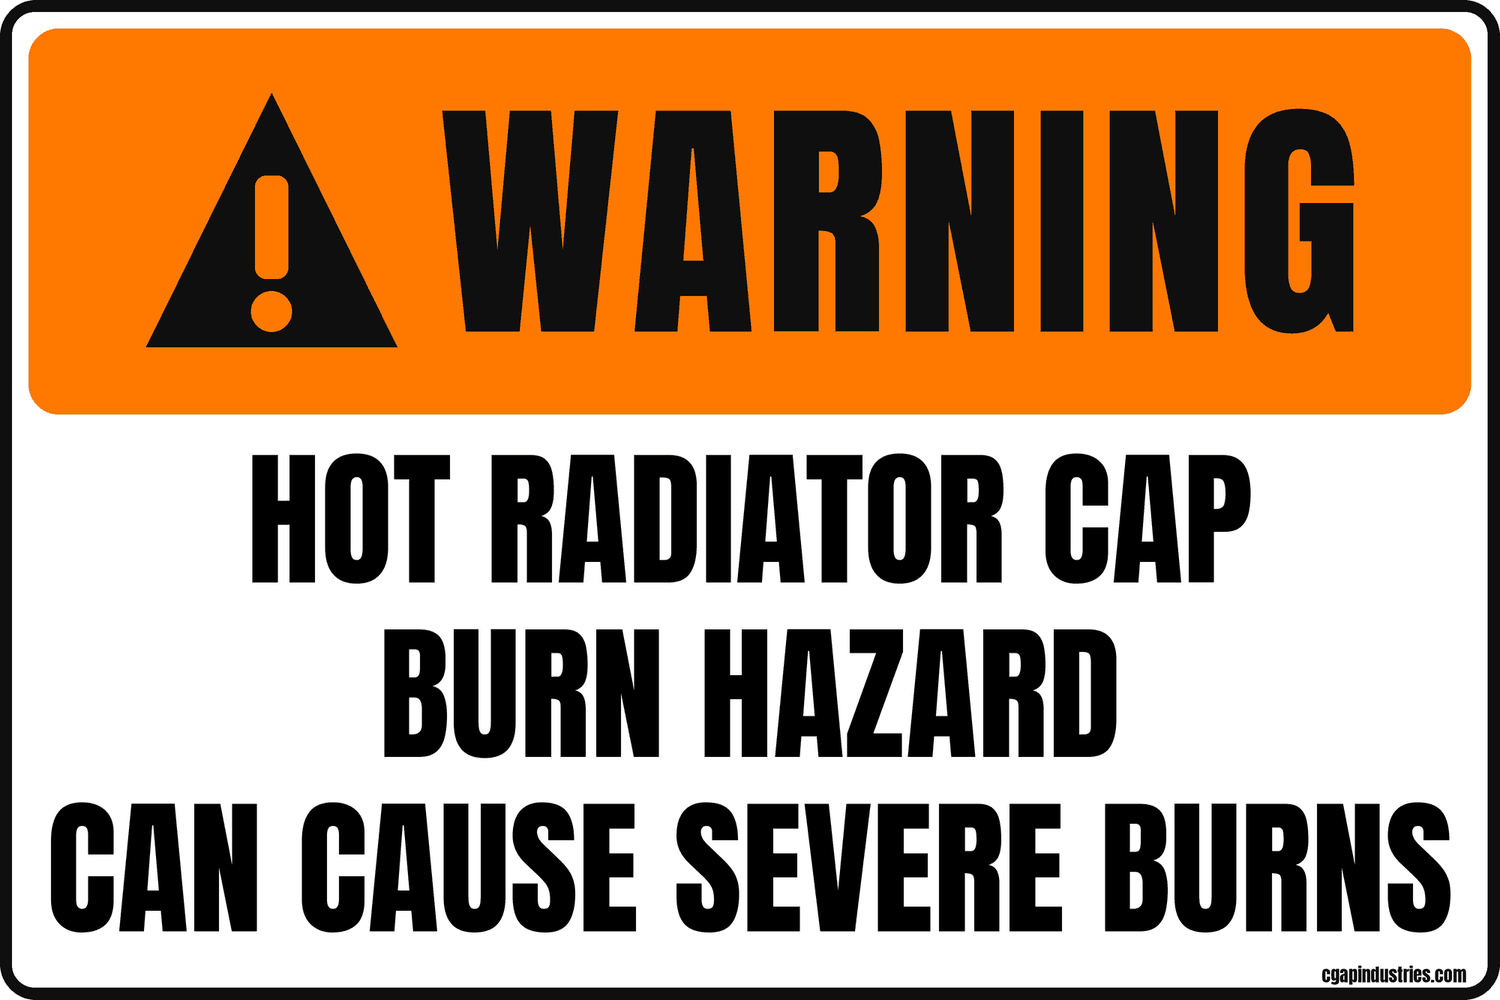 WARNING
HOT RADIATOR CAP
BURN HAZARD
CAN CAUSE SEVERE BURNS
cgapindustries.com